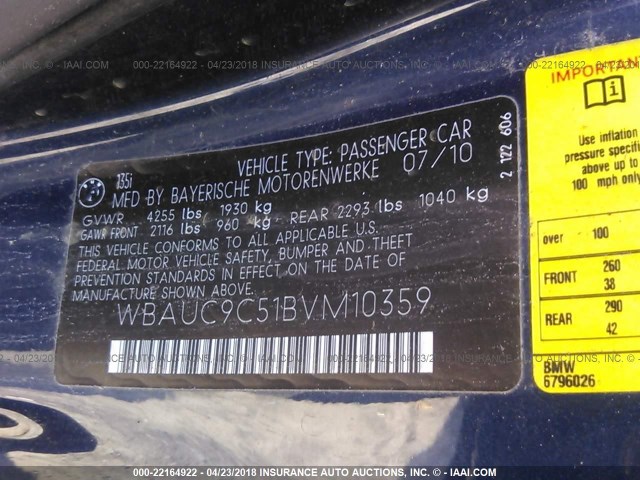 000-22164922 - 04/23/2018 INSURANCE AUTO AUCTIONS, INC. - © IAAI.COM
135i
VEHICLE TYPE: PASSENGER CAR
MFD BY BAYERISCHE MOTORENWERKE 07/10
GVWR 4255 lbs 1930 kg
GAWR FRONT 2116 lbs 960 kg REAR 2293 lbs 1040 kg
THIS VEHICLE CONFORMS TO ALL APPLICABLE U.S.
FEDERAL MOTOR VEHICLE SAFETY, BUMPER AND THEFT
PREVENTION STANDARDS IN EFFECT ON THE DATE OF
MANUFACTURE SHOWN ABOVE.
WBAUC9C51BVM10359
2 122 606
IMPORTANT
i
Use inflation
pressure specifi
above up to
100 mph only
over 100
FRONT 260
38
REAR 290
42
BMW
6796026
000-22164922 - 04/23/2018 INSURANCE AUTO AUCTIONS, INC. - © IAAI.COM